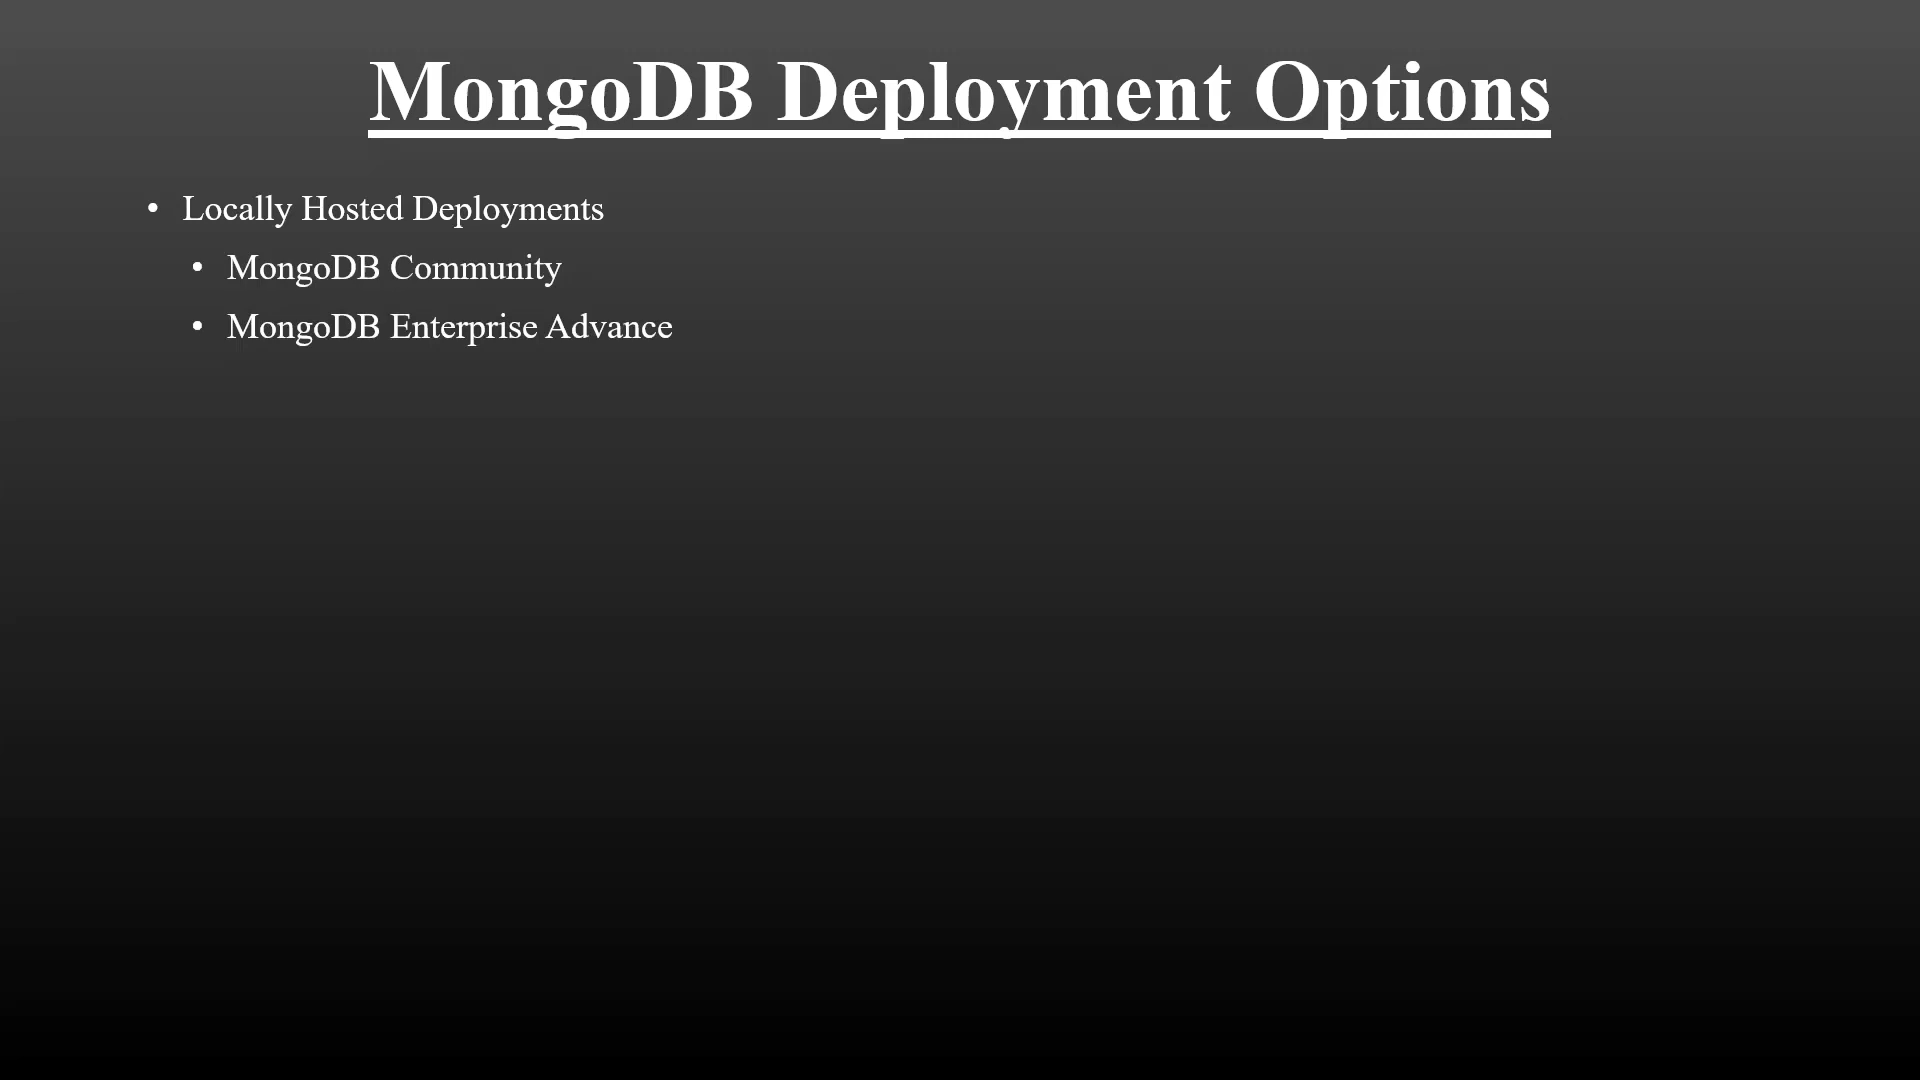 MongoDB Deployment Options
• Locally Hosted Deployments
• MongoDB Community
• MongoDB Enterprise Advance